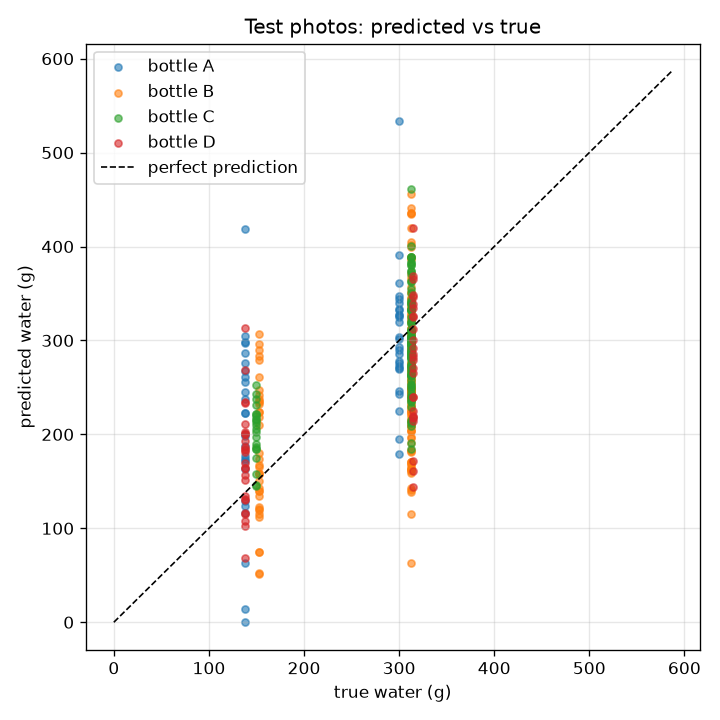 Test photos: predicted vs true
bottle A
bottle B
bottle C
bottle D
perfect prediction
predicted water (g)
600
500
400
300
200
100
0
0 100 200 300 400 500 600
true water (g)